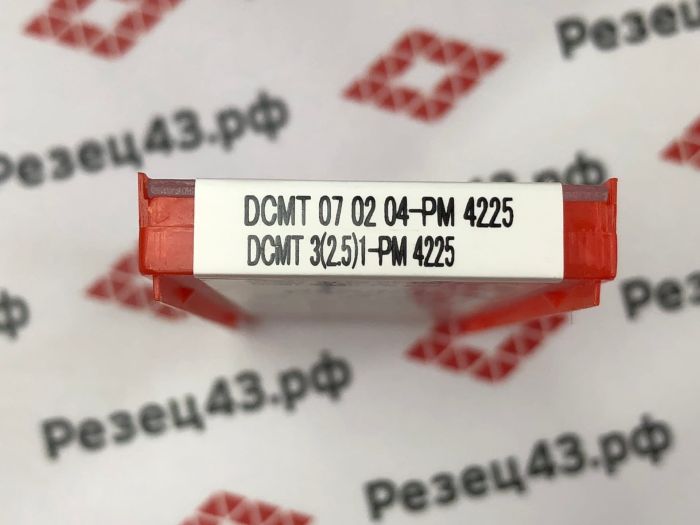 Резец43.рф
Резец43.рф
DCMT 07 02 04-PM 4225
DCMT 3(2.5)1-PM 4225
Резец43.рф
Резец43.рф